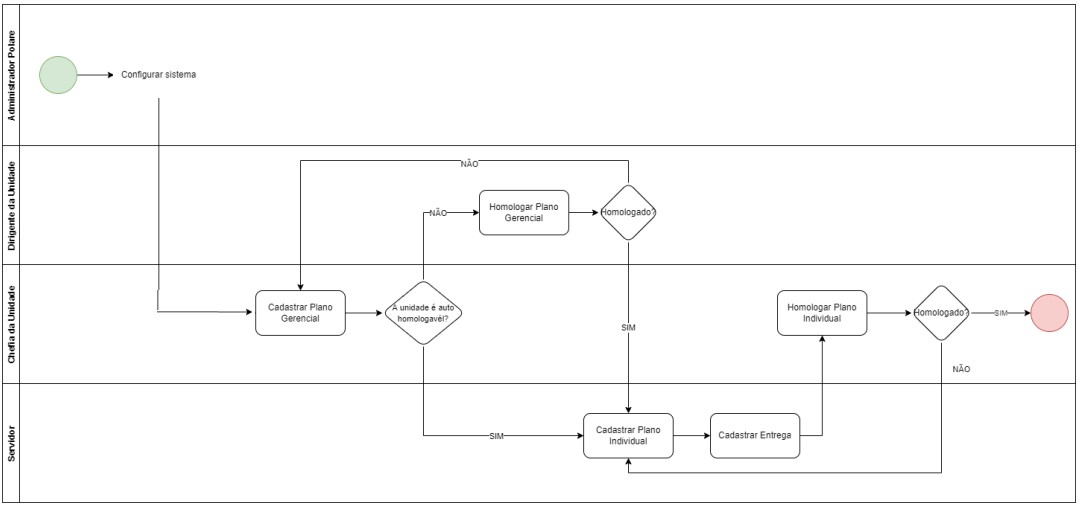 Administrador Polare
Configurar sistema
Dirigente da Unidade
NÃO
NÃO
Homologar Plano
Gerencial
Homologado?
Chefia da Unidade
Cadastrar Plano
Gerencial
A unidade é auto
homologavél?
SIM
Homologar Plano
Individual
Homologado?
SIM
NÃO
Servidor
SIM
Cadastrar Plano
Individual
Cadastrar Entrega